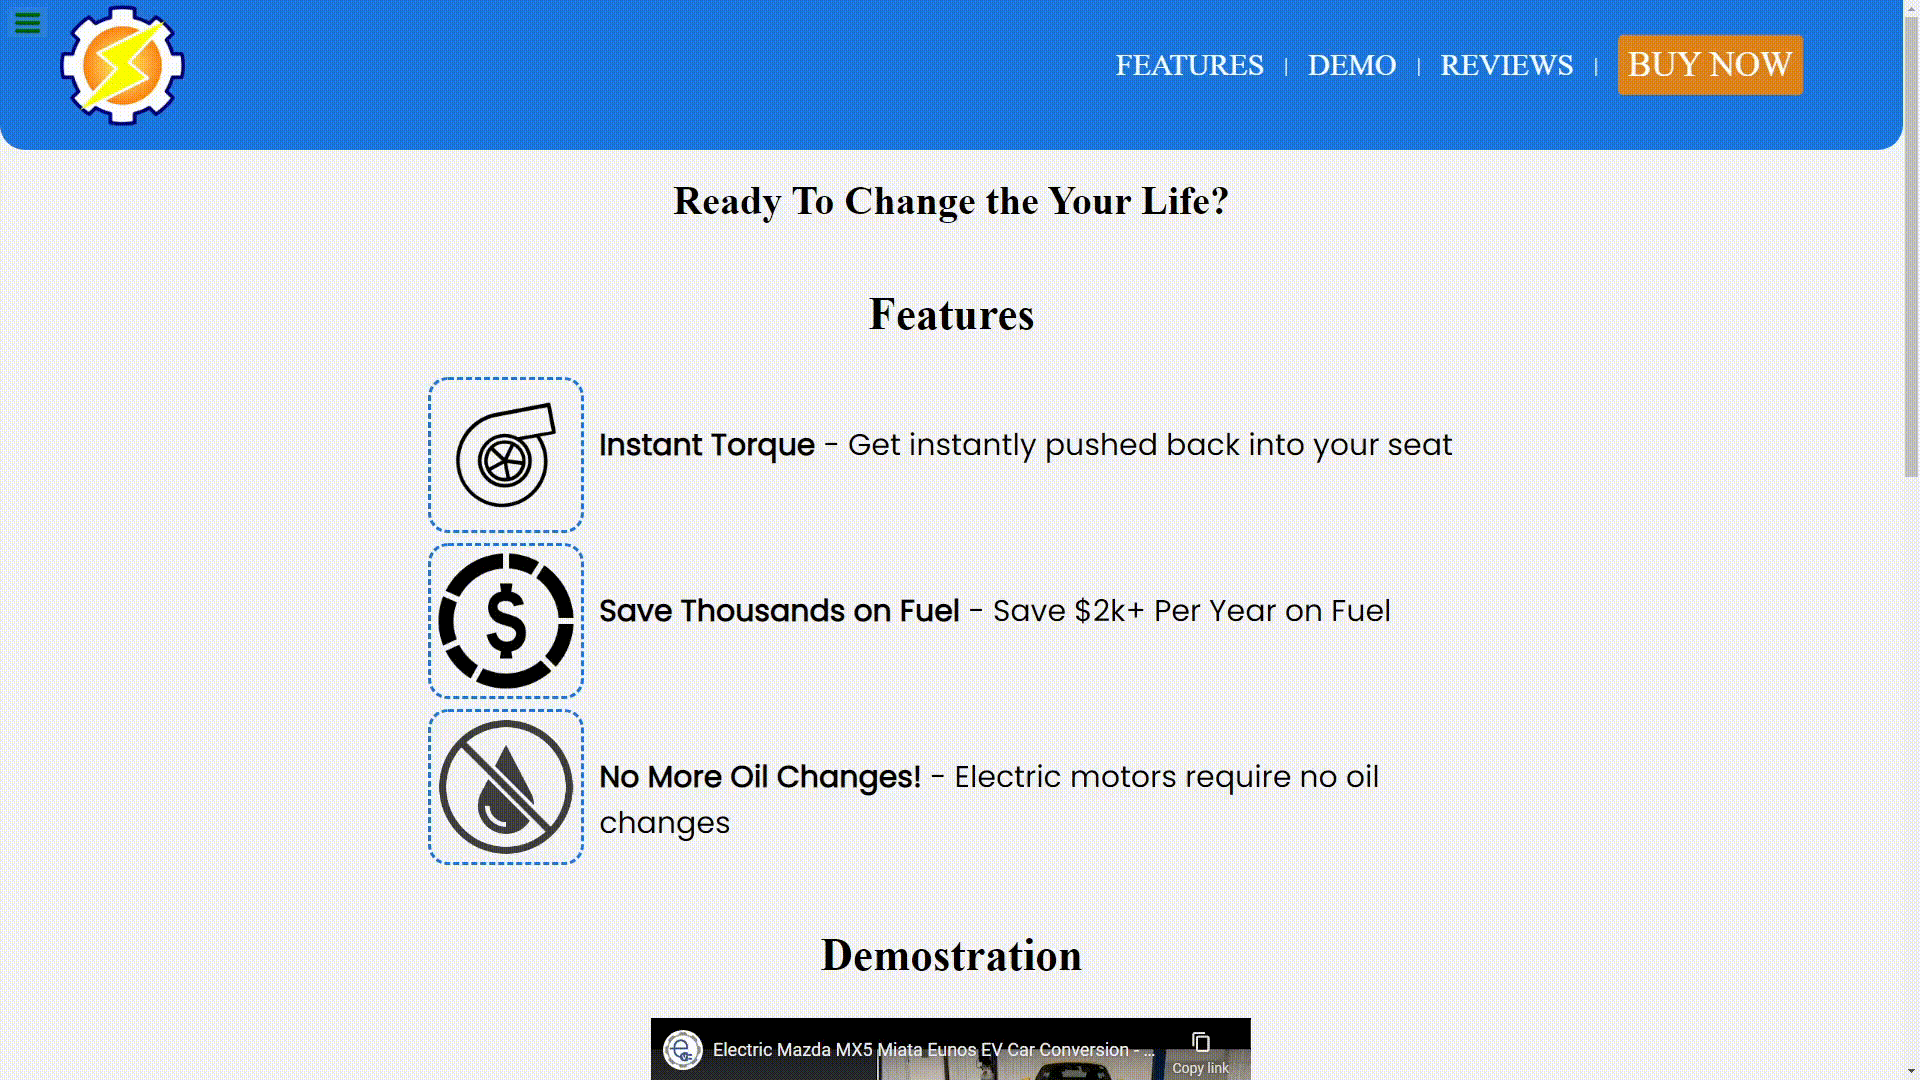 FEATURES | DEMO | REVIEWS | BUY NOW
Ready To Change the Your Life?
Features
Instant Torque - Get instantly pushed back into your seat
$
Save Thousands on Fuel - Save $2k+ Per Year on Fuel
No More Oil Changes! - Electric motors require no oil
changes
Demostration
Electric Mazda MX5 Miata Eunos EV Car Conversion - ...
Copy link